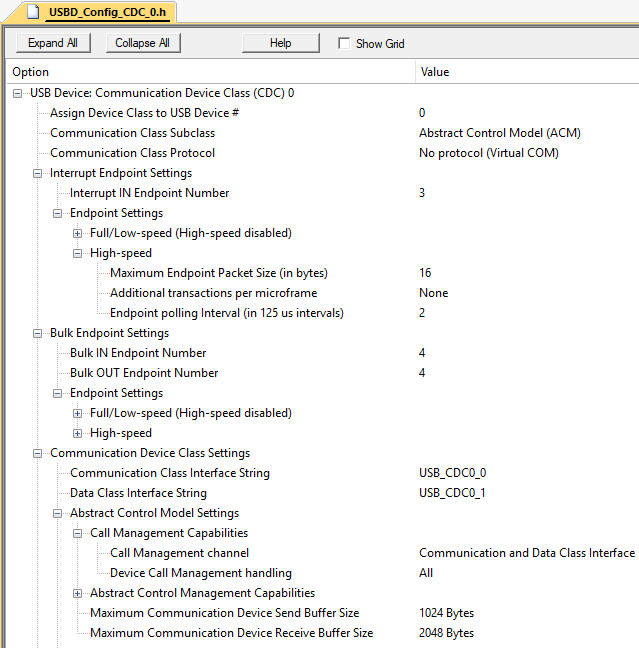 USBD_Config_CDC_0.h
Expand All Collapse All Help Show Grid
Option Value
USB Device: Communication Device Class (CDC) 0
Assign Device Class to USB Device # 0
Communication Class Subclass Abstract Control Model (ACM)
Communication Class Protocol No protocol (Virtual COM)
Interrupt Endpoint Settings
Interrupt IN Endpoint Number 3
Endpoint Settings
Full/Low-speed (High-speed disabled)
High-speed
Maximum Endpoint Packet Size (in bytes) 16
Additional transactions per microframe None
Endpoint polling Interval (in 125 us intervals) 2
Bulk Endpoint Settings
Bulk IN Endpoint Number 4
Bulk OUT Endpoint Number 4
Endpoint Settings
Full/Low-speed (High-speed disabled)
High-speed
Communication Device Class Settings
Communication Class Interface String USB_CDC0_0
Data Class Interface String USB_CDC0_1
Abstract Control Model Settings
Call Management Capabilities
Call Management channel Communication and Data Class Interface
Device Call Management handling All
Abstract Control Management Capabilities
Maximum Communication Device Send Buffer Size 1024 Bytes
Maximum Communication Device Receive Buffer Size 2048 Bytes